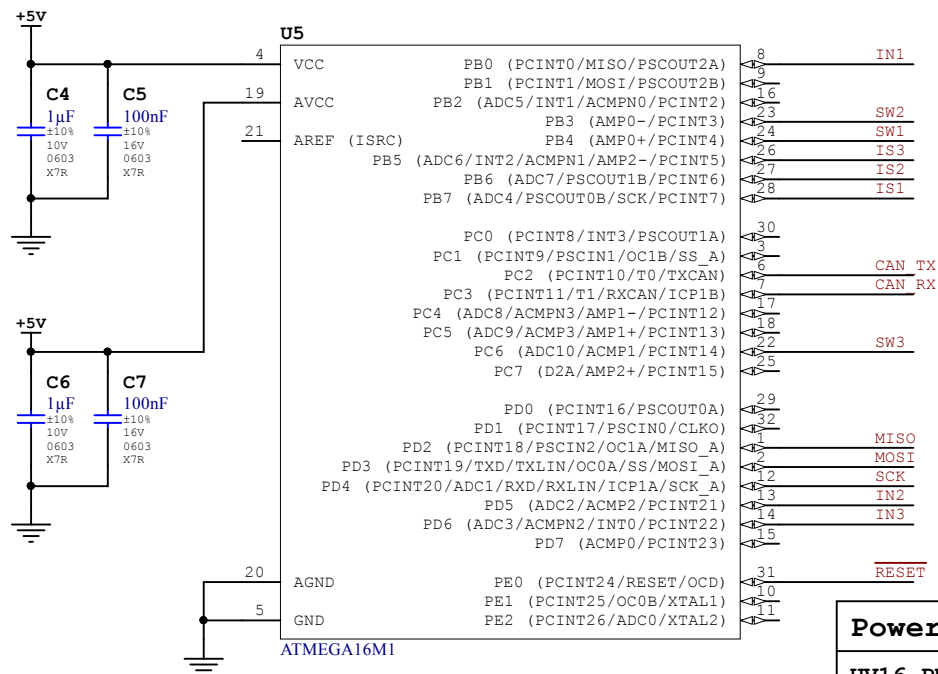 +5V
U5
4
VCC
19
AVCC
21
AREF (ISRC)
C4
1µF
±10%
10V
0603
X7R
C5
100nF
±10%
16V
0603
X7R
+5V
C6
1µF
±10%
10V
0603
X7R
C7
100nF
±10%
16V
0603
X7R
20
AGND
5
GND
PB0 (PCINT0/MISO/PSCOUT2A) 8 IN1
PB1 (PCINT1/MOSI/PSCOUT2B) 9
PB2 (ADC5/INT1/ACMPN0/PCINT2) 16
PB3 (AMP0-/PCINT3) 23 SW2
PB4 (AMP0+/PCINT4) 24 SW1
PB5 (ADC6/INT2/ACMPN1/AMP2-/PCINT5) 26 IS3
PB6 (ADC7/PSCOUT1B/PCINT6) 27 IS2
PB7 (ADC4/PSCOUT0B/SCK/PCINT7) 28 IS1
PC0 (PCINT8/INT3/PSCOUT1A) 30
PC1 (PCINT9/PSCIN1/OC1B/SS_A) 3
PC2 (PCINT10/T0/TXCAN) 6 CAN_TX
PC3 (PCINT11/T1/RXCAN/ICP1B) 7 CAN_RX
PC4 (ADC8/ACMPN3/AMP1-/PCINT12) 17
PC5 (ADC9/ACMP3/AMP1+/PCINT13) 18
PC6 (ADC10/ACMP1/PCINT14) 22 SW3
PC7 (D2A/AMP2+/PCINT15) 25
PD0 (PCINT16/PSCOUT0A) 29
PD1 (PCINT17/PSCIN0/CLKO) 32
PD2 (PCINT18/PSCIN2/OC1A/MISO_A) 1 MISO
PD3 (PCINT19/TXD/TXLIN/OC0A/SS/MOSI_A) 2 MOSI
PD4 (PCINT20/ADC1/RXD/RXLIN/ICP1A/SCK_A) 12 SCK
PD5 (ADC2/ACMP2/PCINT21) 13 IN2
PD6 (ADC3/ACMPN2/INT0/PCINT22) 14 IN3
PD7 (ACMP0/PCINT23) 15
PE0 (PCINT24/RESET/OCD) 31 RESET
PE1 (PCINT25/OC0B/XTAL1) 10
PE2 (PCINT26/ADC0/XTAL2) 11
ATMEGA16M1
Power